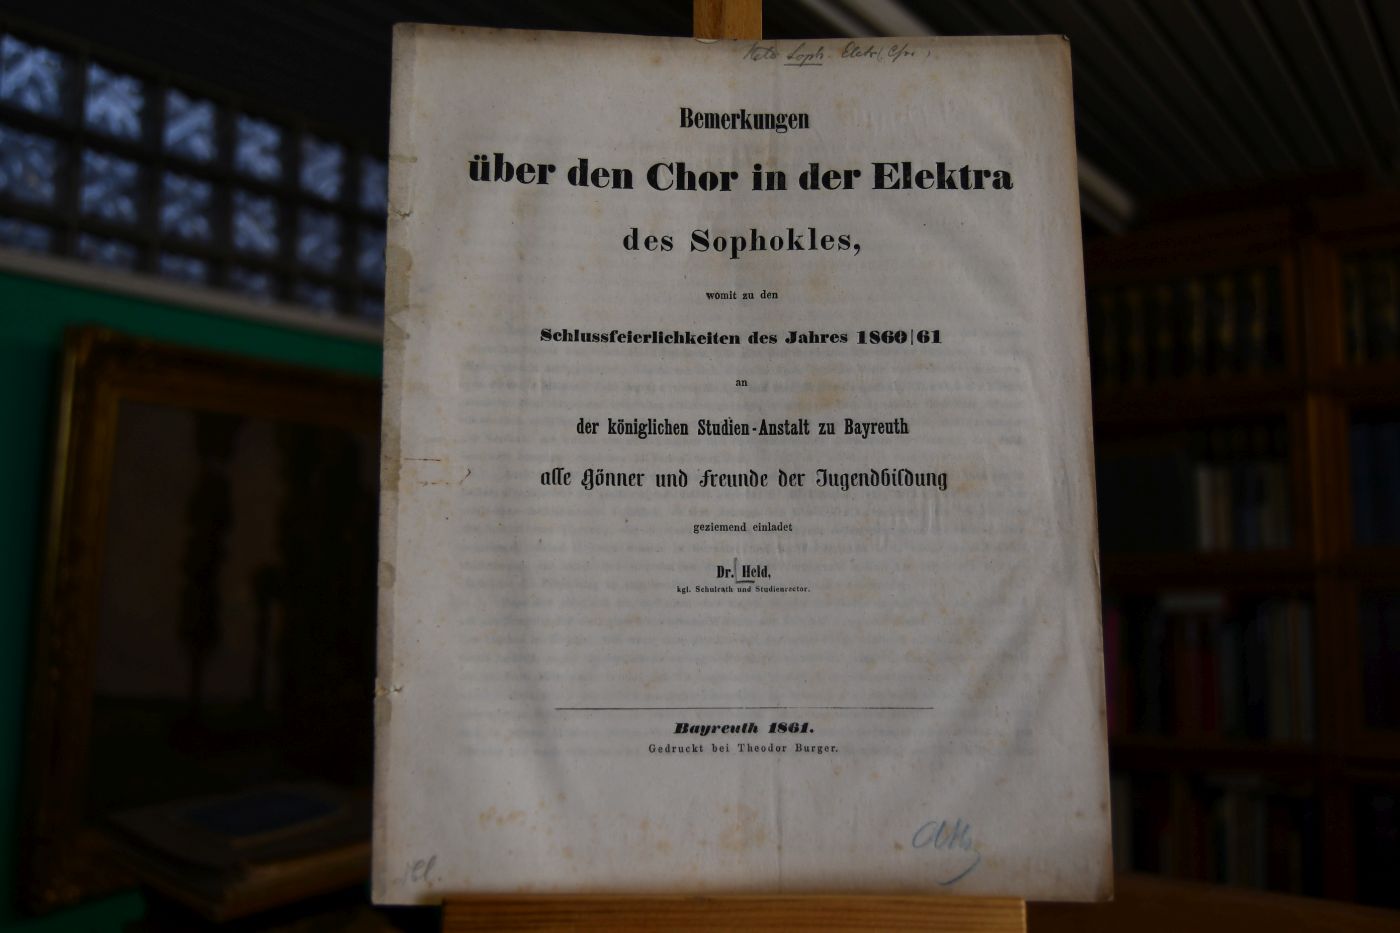 Soph. Elektr.
Bemerkungen
über den Chor in der Elektra
des Sophokles,
womit zu den
Schlussfeierlichkeiten des Jahres 1860|61
an
der königlichen Studien-Anstalt zu Bayreuth
alle Gönner und Freunde der Jugendbildung
geziemend einladet
Dr. Held,
kgl. Schulrath und Studienrector.
Bayreuth 1861.
Gedruckt bei Theodor Burger.